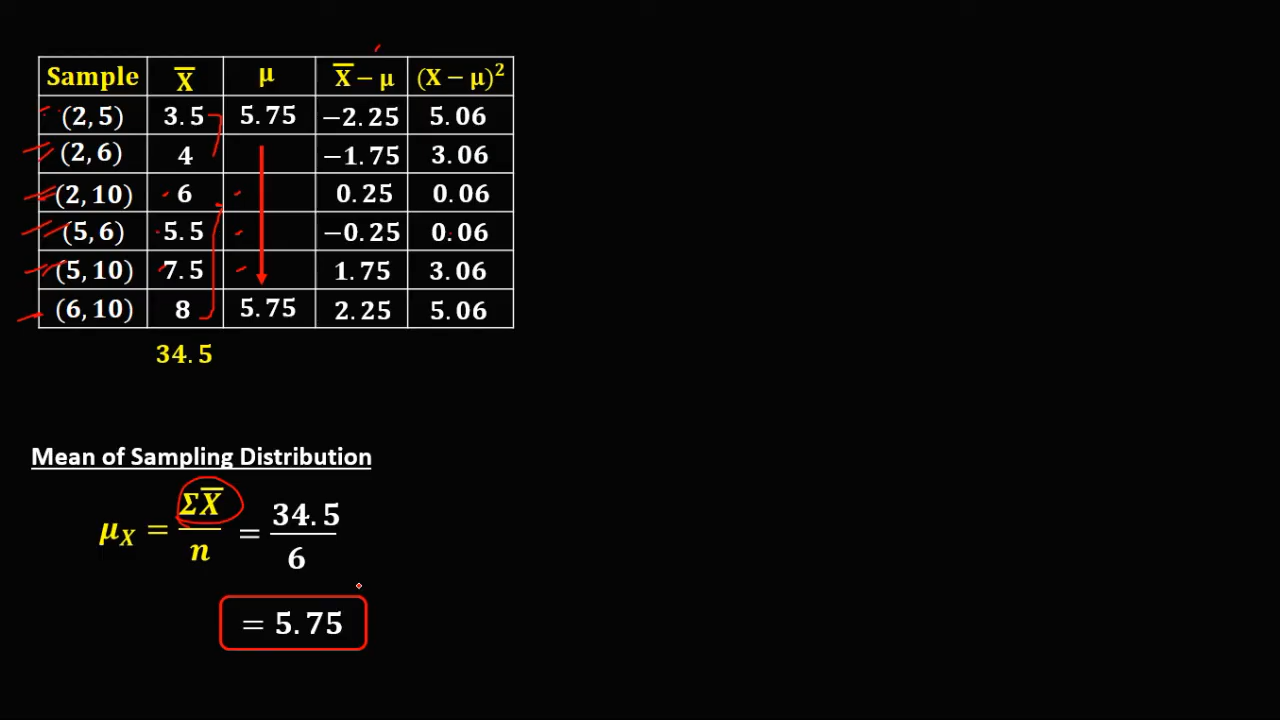 Sample X̅ μ X̅ − μ (X − μ)²
(2, 5) 3.5 5.75 −2.25 5.06
(2, 6) 4 −1.75 3.06
(2, 10) 6 0.25 0.06
(5, 6) 5.5 −0.25 0.06
(5, 10) 7.5 1.75 3.06
(6, 10) 8 5.75 2.25 5.06
34.5
Mean of Sampling Distribution
μ_X = ΣX̅ / n = 34.5 / 6
= 5.75